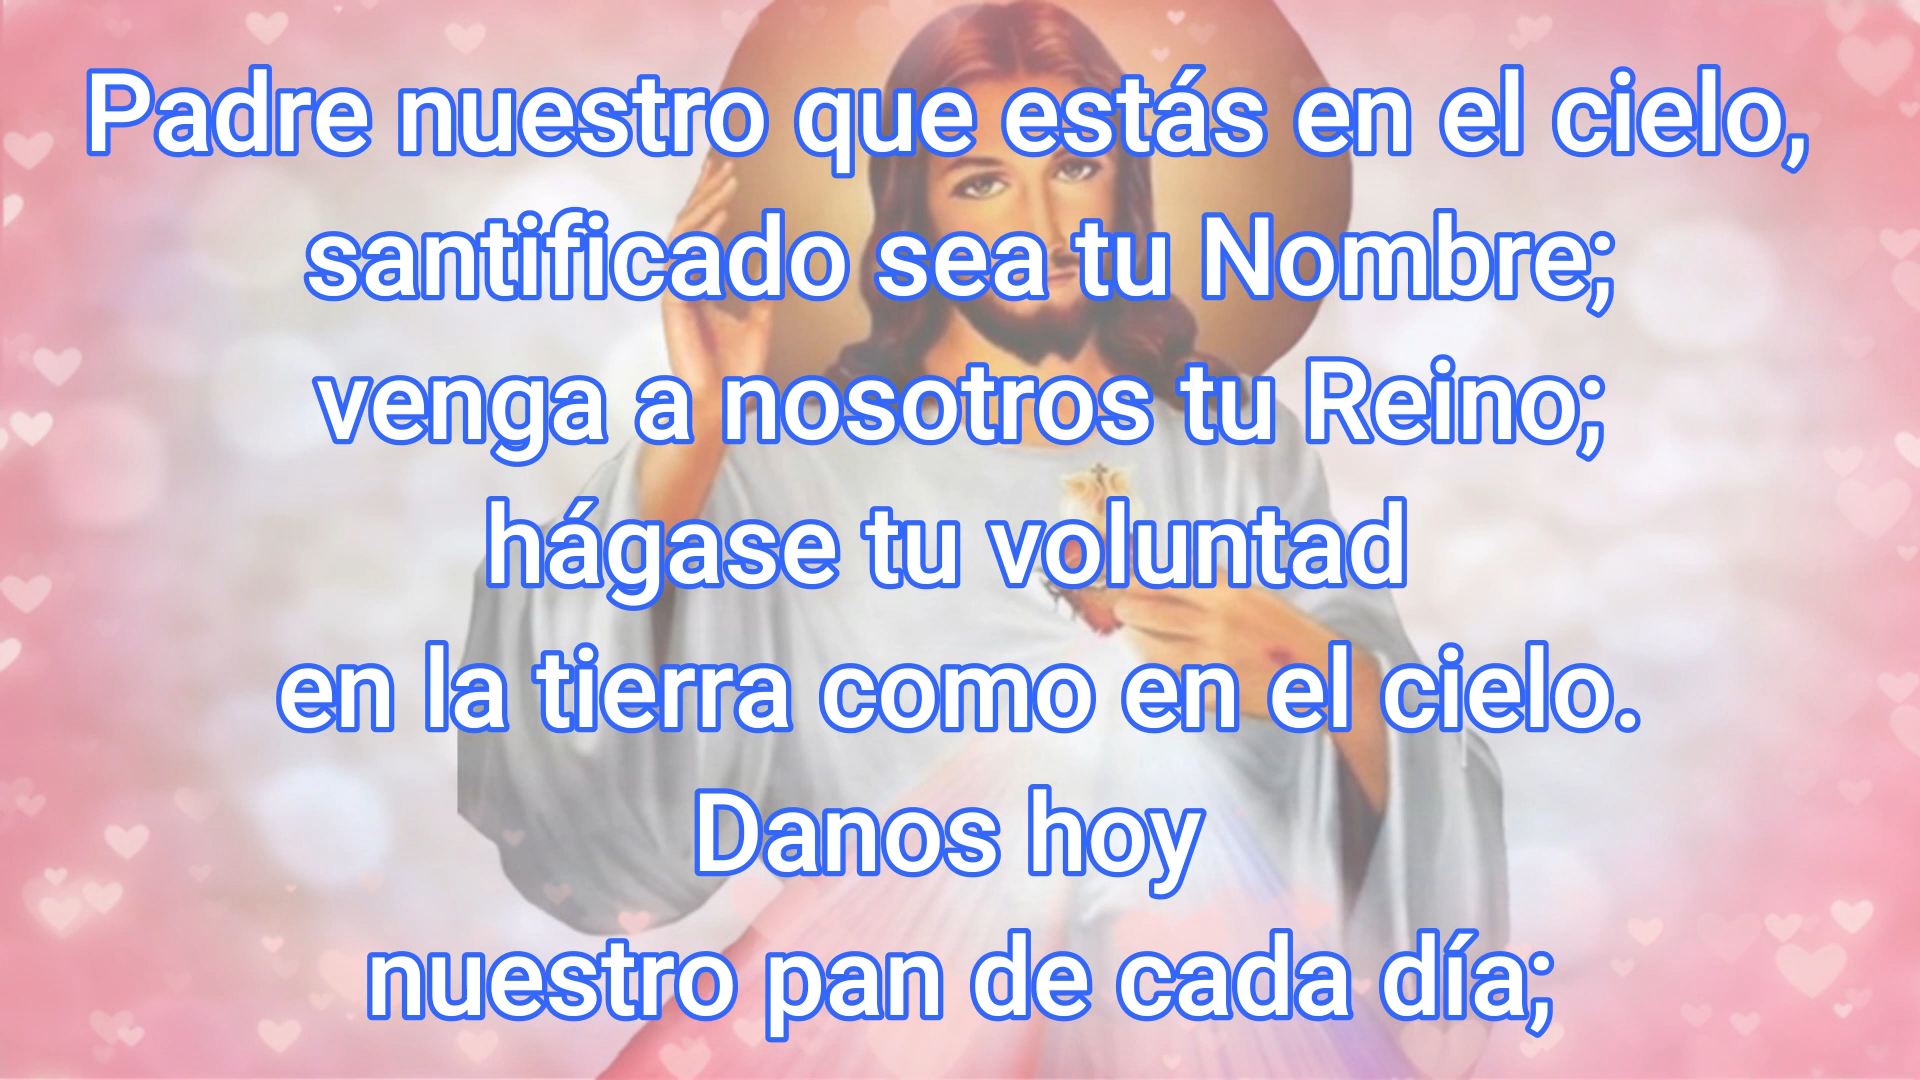 Padre nuestro que estás en el cielo,
santificado sea tu Nombre;
venga a nosotros tu Reino;
hágase tu voluntad
en la tierra como en el cielo.
Danos hoy
nuestro pan de cada día;